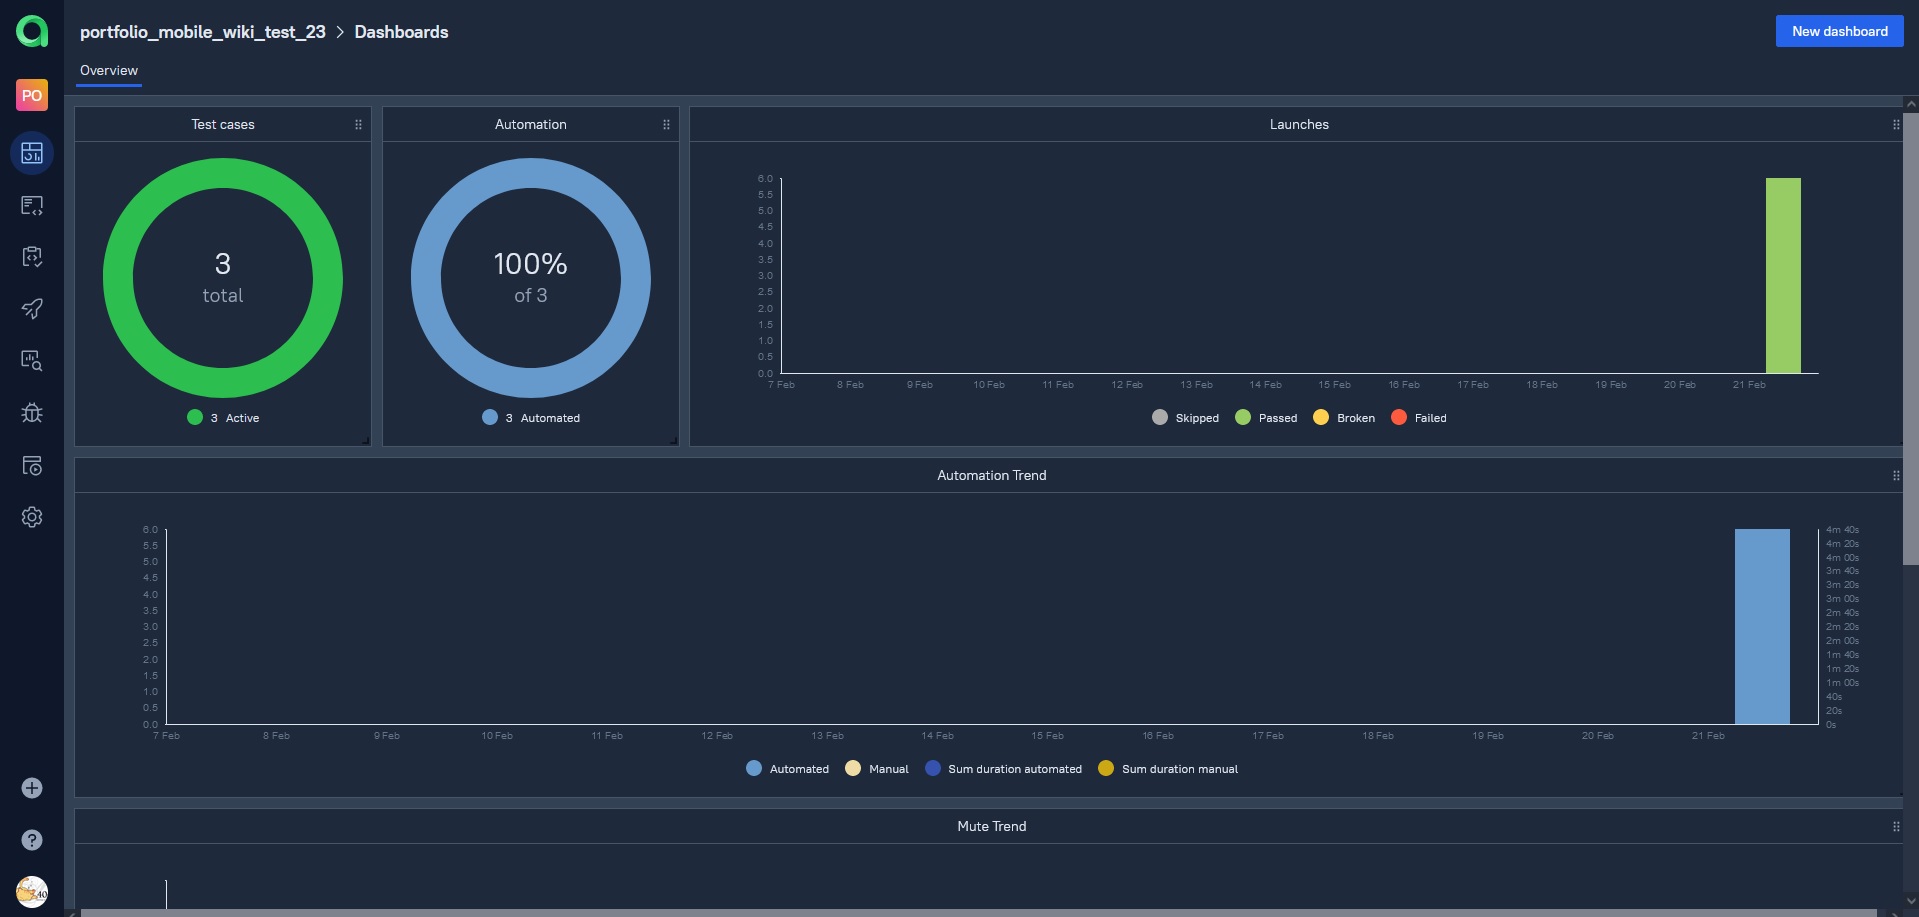 portfolio_mobile_wiki_test_23 > Dashboards
New dashboard
Overview
PO
Test cases
3
total
3 Active
Automation
100%
of 3
3 Automated
Launches
6.0
5.5
5.0
4.5
4.0
3.5
3.0
2.5
2.0
1.5
1.0
0.5
0.0
7 Feb 8 Feb 9 Feb 10 Feb 11 Feb 12 Feb 13 Feb 14 Feb 15 Feb 16 Feb 17 Feb 18 Feb 19 Feb 20 Feb 21 Feb
Skipped Passed Broken Failed
Automation Trend
6.0
5.5
5.0
4.5
4.0
3.5
3.0
2.5
2.0
1.5
1.0
0.5
0.0
4m 40s
4m 20s
4m 00s
3m 40s
3m 20s
3m 00s
2m 40s
2m 20s
2m 00s
1m 40s
1m 20s
1m 00s
40s
20s
0s
7 Feb 8 Feb 9 Feb 10 Feb 11 Feb 12 Feb 13 Feb 14 Feb 15 Feb 16 Feb 17 Feb 18 Feb 19 Feb 20 Feb 21 Feb
Automated Manual Sum duration automated Sum duration manual
Mute Trend
?
40